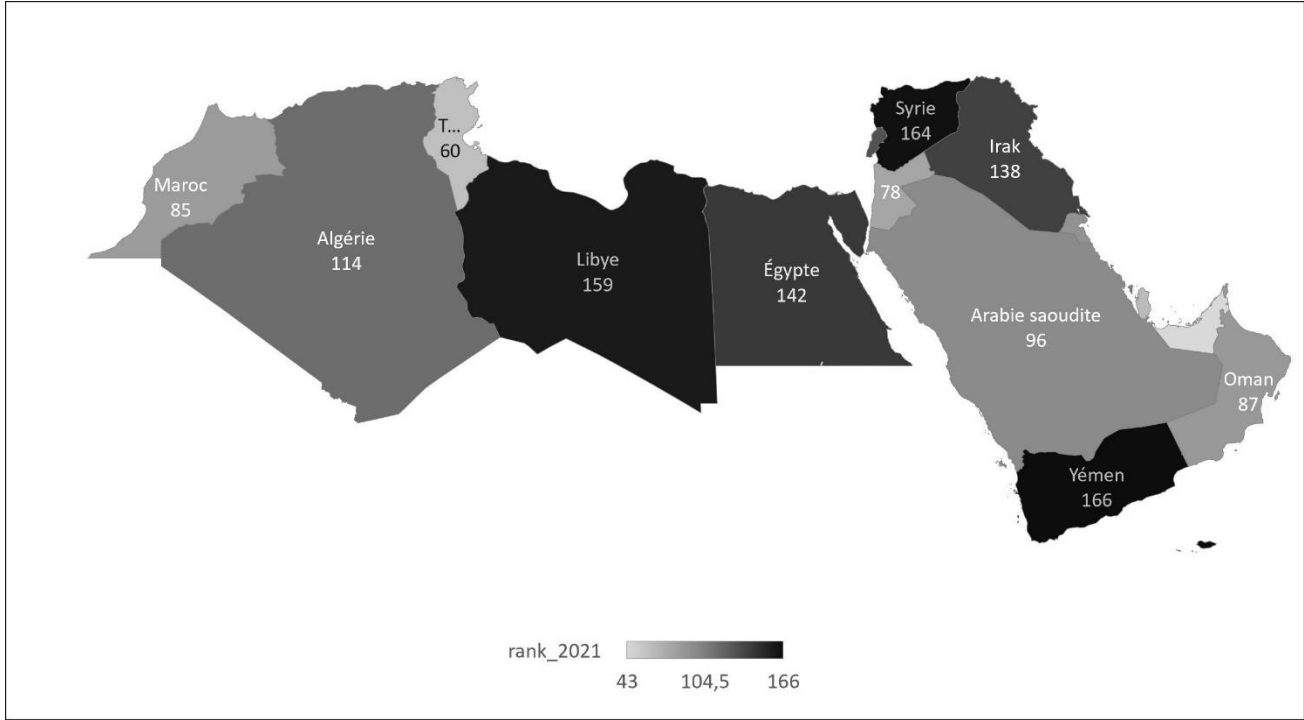 Maroc
85
Algérie
114
T...
60
Libye
159
Égypte
142
Syrie
164
Irak
138
78
Arabie saoudite
96
Oman
87
Yémen
166
rank_2021
43 104,5 166